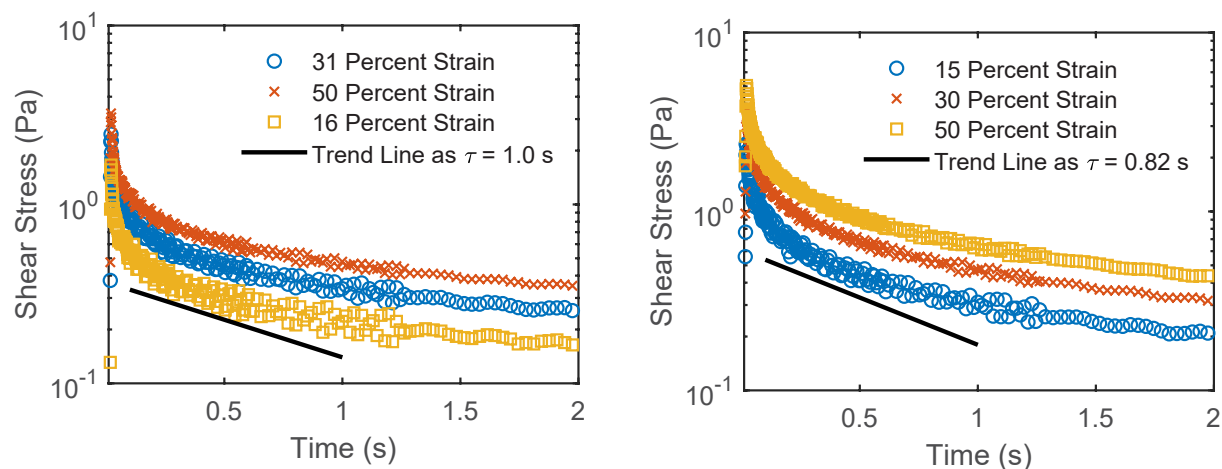 10¹
31 Percent Strain
50 Percent Strain
16 Percent Strain
Trend Line as τ = 1.0 s
10⁰
10⁻¹
Shear Stress (Pa)
0.5
1
1.5
2
Time (s)
10¹
15 Percent Strain
30 Percent Strain
50 Percent Strain
Trend Line as τ = 0.82 s
10⁰
10⁻¹
Shear Stress (Pa)
0.5
1
1.5
2
Time (s)